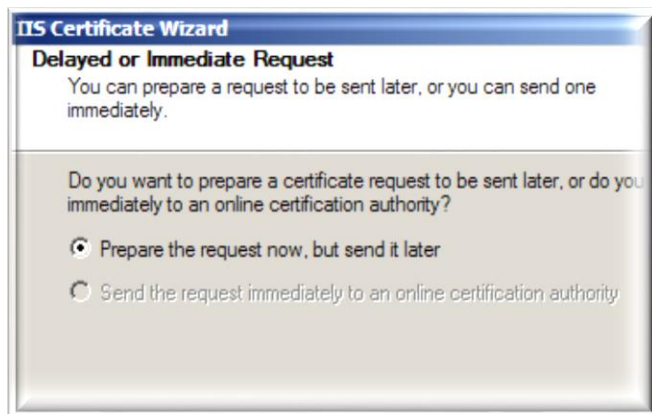 IIS Certificate Wizard
Delayed or Immediate Request
You can prepare a request to be sent later, or you can send one
immediately.
Do you want to prepare a certificate request to be sent later, or do you
immediately to an online certification authority?
Prepare the request now, but send it later
Send the request immediately to an online certification authority